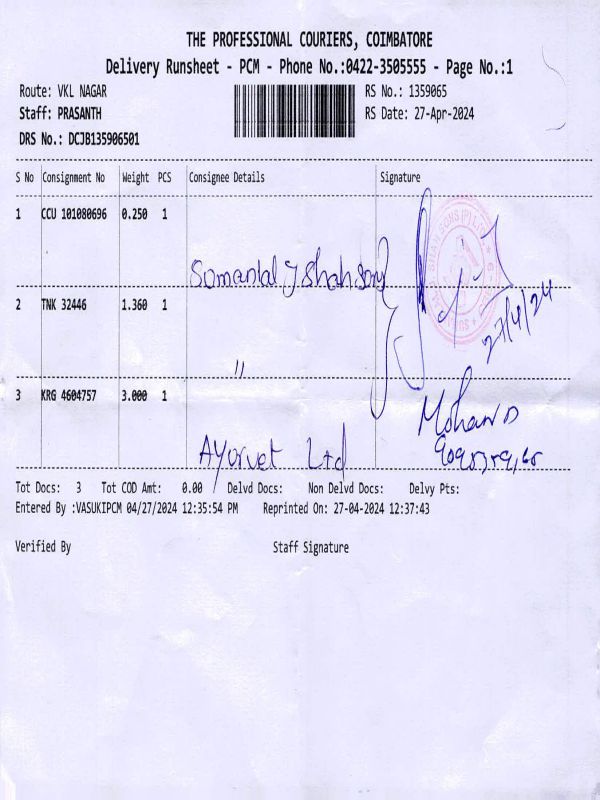 THE PROFESSIONAL COURIERS, COIMBATORE
Delivery Runsheet - PCM - Phone No.:0422-3505555 - Page No.:1
Route: VKL NAGAR RS No.: 1359065
Staff: PRASANTH RS Date: 27-Apr-2024
DRS No.: DCJB135906501
S No Consignment No Weight PCS Consignee Details Signature
1 CCU 101080696 0.250 1
Somanlal J Shah Sons
2 TNK 32446 1.360 1
27/4/24
"
3 KRG 4604757 3.000 1
Mohan
Ayurvet Ltd
Tot Docs: 3 Tot COD Amt: 0.00 Delvd Docs: Non Delvd Docs: Delvy Pts:
Entered By :VASUKIPCM 04/27/2024 12:35:54 PM Reprinted On: 27-04-2024 12:37:43
Verified By Staff Signature